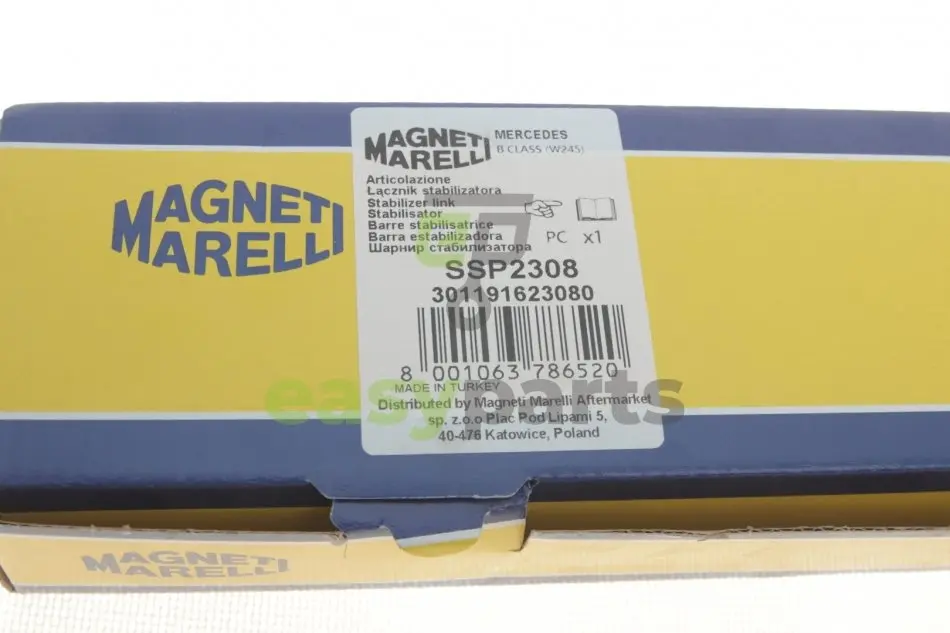 MAGNETI
MARELLI
MERCEDES
B CLASS (W245)
Articolazione
Łącznik stabilizatora
Stabilizer link
Stabilisator
Barre stabilisatrice
Barra estabilizadora
Шарнир стабилизатора
PC x1
SSP2308
301191623080
8 001063 786520
MADE IN TURKEY
Distributed by Magneti Marelli Aftermarket
sp. z.o.o Plac Pod Lipami 5,
40-476 Katowice, Poland
MAGNETI
MARELLI
easyparts
MAGNETI
MARELLI